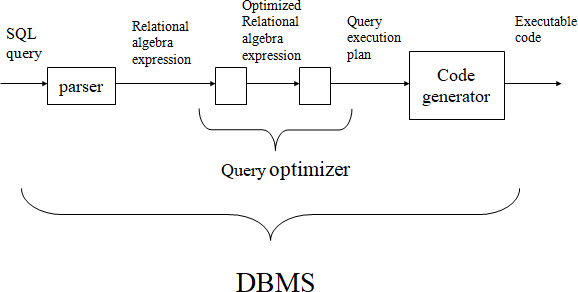 SQL
query
parser
Relational
algebra
expression
Optimized
Relational
algebra
expression
Query
execution
plan
Code
generator
Executable
code
Query optimizer
DBMS